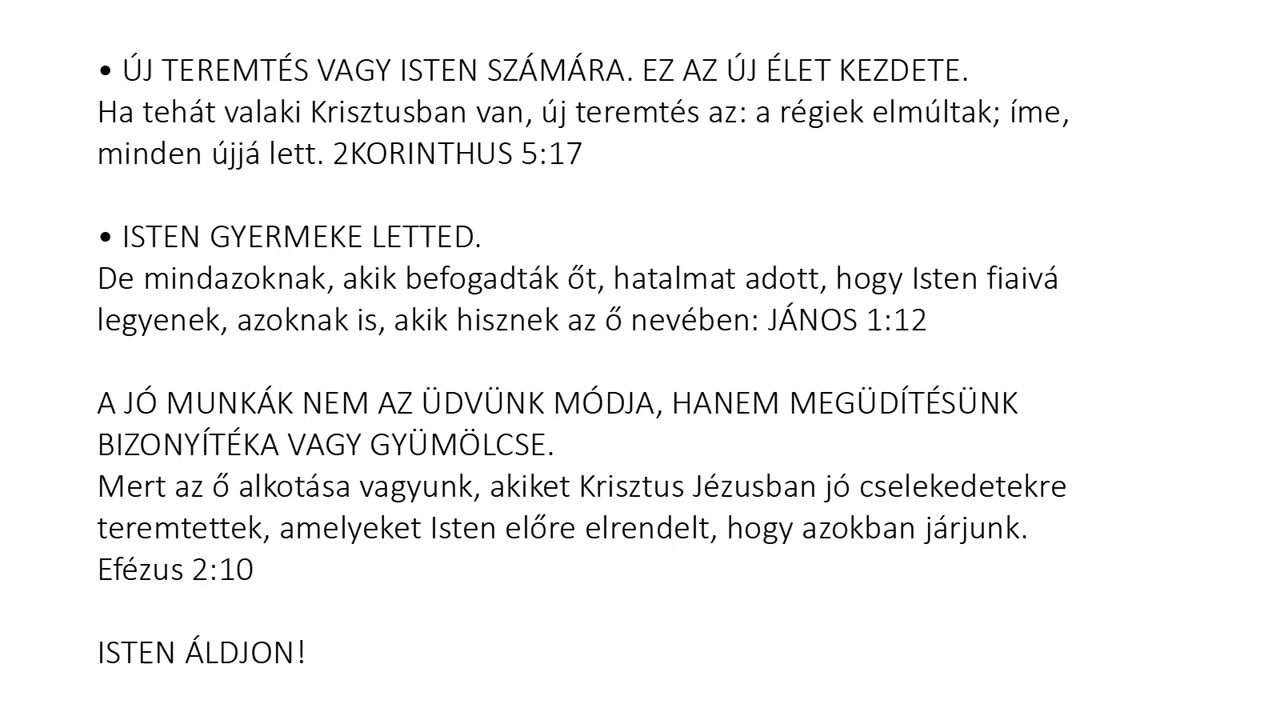 • ÚJ TEREMTÉS VAGY ISTEN SZÁMÁRA. EZ AZ ÚJ ÉLET KEZDETE.
Ha tehát valaki Krisztusban van, új teremtés az: a régiek elmúltak; íme,
minden újjá lett. 2KORINTHUS 5:17
• ISTEN GYERMEKE LETTED.
De mindazoknak, akik befogadták őt, hatalmat adott, hogy Isten fiaivá
legyenek, azoknak is, akik hisznek az ő nevében: JÁNOS 1:12
A JÓ MUNKÁK NEM AZ ÜDVÜNK MÓDJA, HANEM MEGÜDÍTÉSÜNK
BIZONYÍTÉKA VAGY GYÜMÖLCSE.
Mert az ő alkotása vagyunk, akiket Krisztus Jézusban jó cselekedetekre
teremtettek, amelyeket Isten előre elrendelt, hogy azokban járjunk.
Efézus 2:10
ISTEN ÁLDJON!